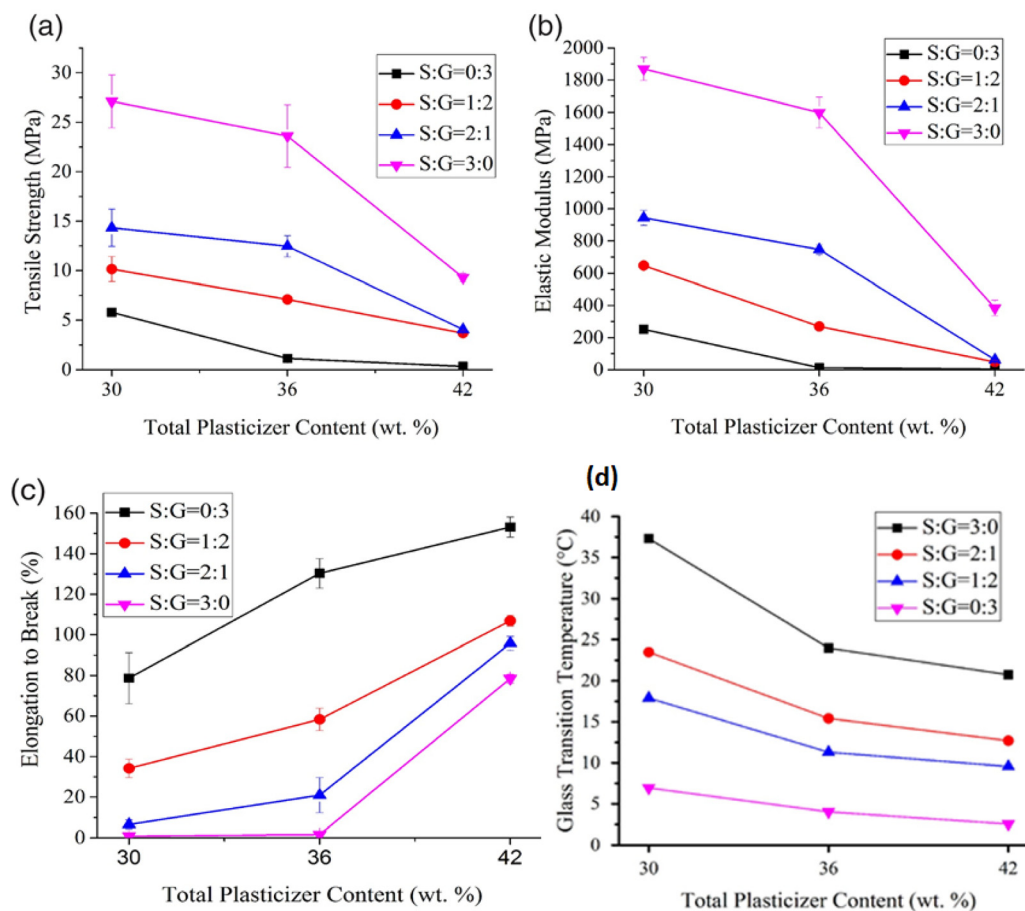 (a)
S:G=0:3
S:G=1:2
S:G=2:1
S:G=3:0
Tensile Strength (MPa)
30
25
20
15
10
5
0
30 36 42
Total Plasticizer Content (wt. %)
(b)
S:G=0:3
S:G=1:2
S:G=2:1
S:G=3:0
Elastic Modulus (MPa)
2000
1800
1600
1400
1200
1000
800
600
400
200
0
30 36 42
Total Plasticizer Content (wt. %)
(c)
S:G=0:3
S:G=1:2
S:G=2:1
S:G=3:0
Elongation to Break (%)
160
140
120
100
80
60
40
20
0
30 36 42
Total Plasticizer Content (wt. %)
(d)
S:G=3:0
S:G=2:1
S:G=1:2
S:G=0:3
Glass Transition Temperature (°C)
40
35
30
25
20
15
10
5
0
30 36 42
Total Plasticizer Content (wt. %)